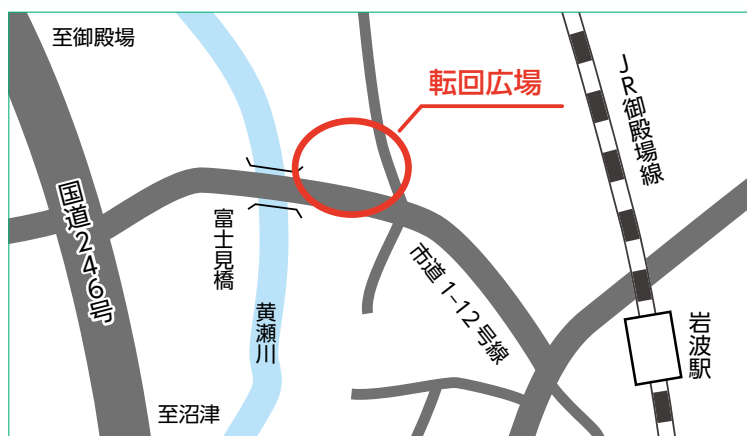 至御殿場
転回広場
JR御殿場線
国道246号
富士見橋
黄瀬川
市道1-12号線
岩波駅
至沼津